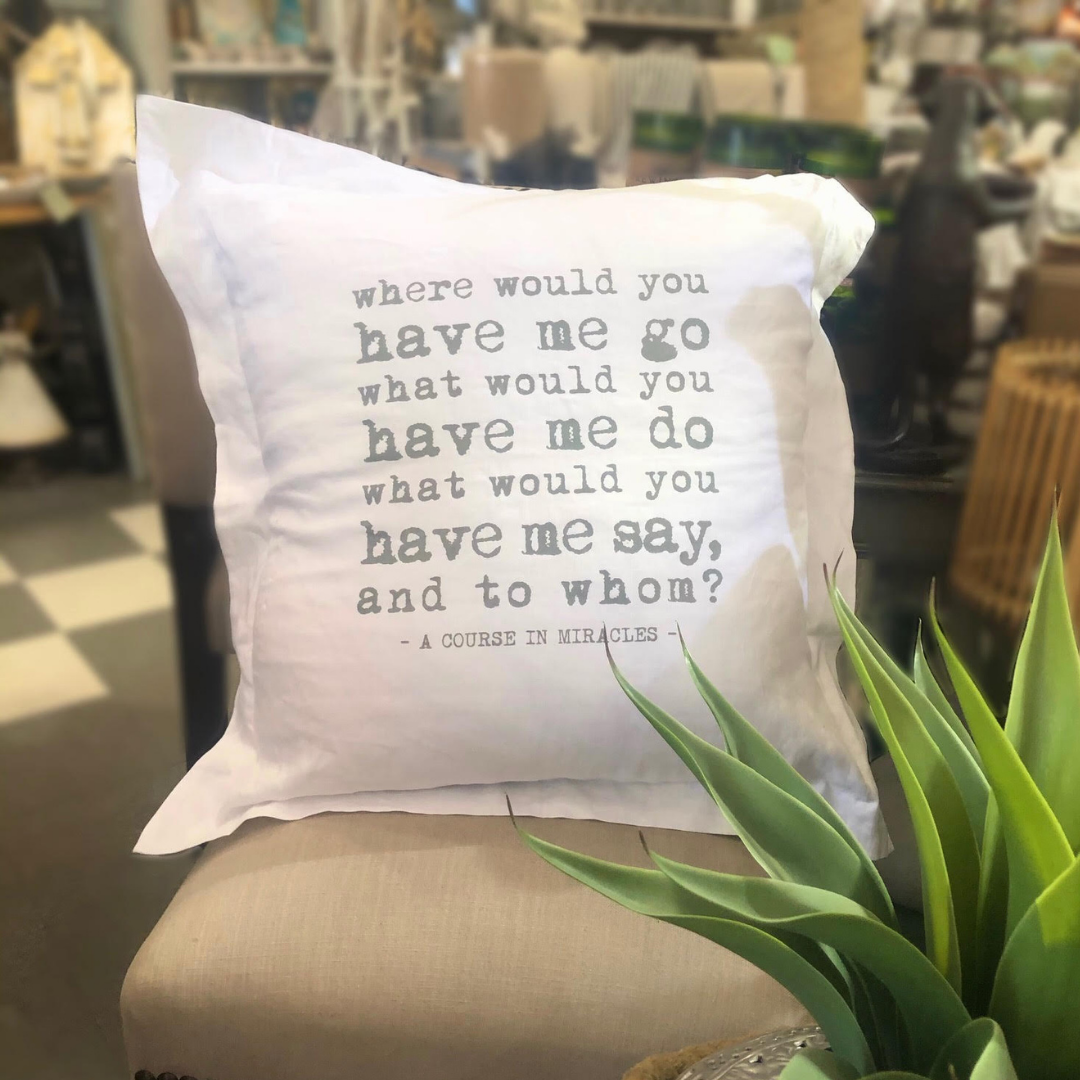 where would you
have me go
what would you
have me do
what would you
have me say,
and to whom?
- A COURSE IN MIRACLES -